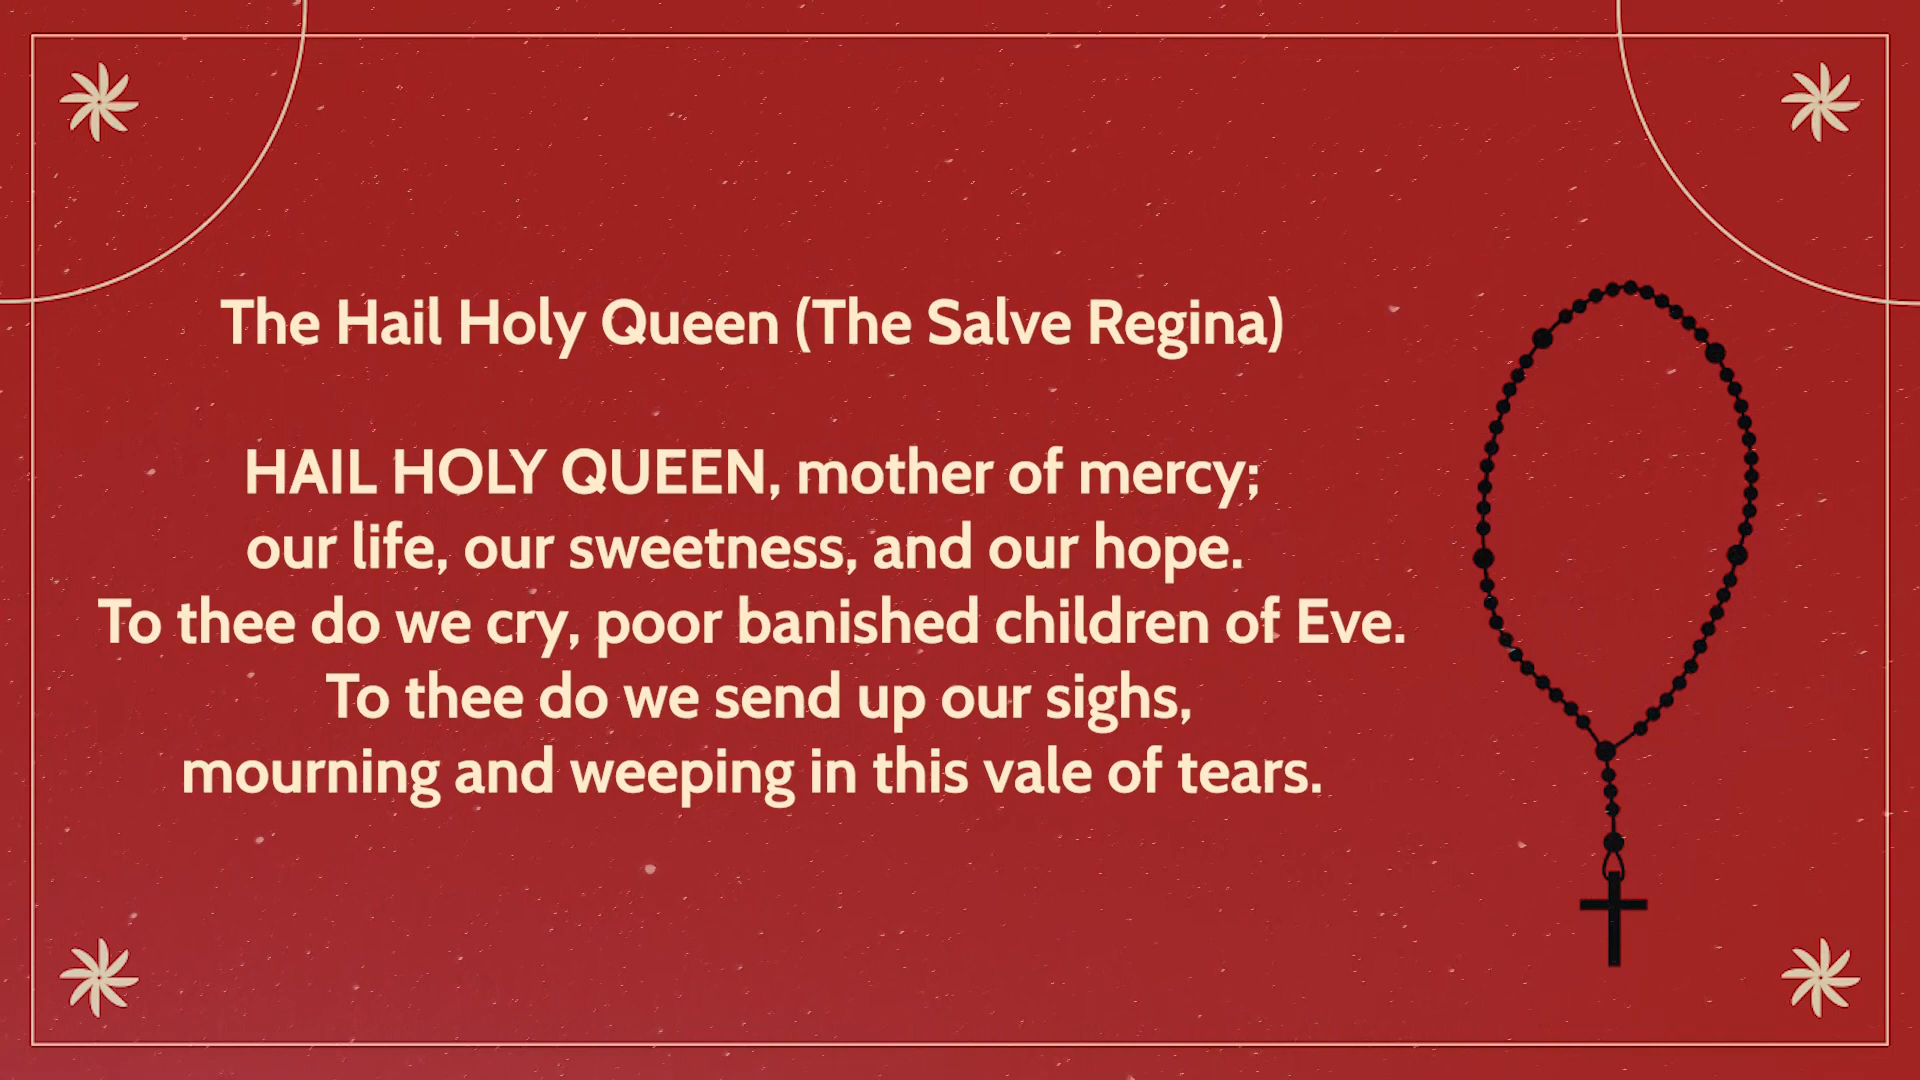 The Hail Holy Queen (The Salve Regina)
HAIL HOLY QUEEN, mother of mercy;
our life, our sweetness, and our hope.
To thee do we cry, poor banished children of Eve.
To thee do we send up our sighs,
mourning and weeping in this vale of tears.